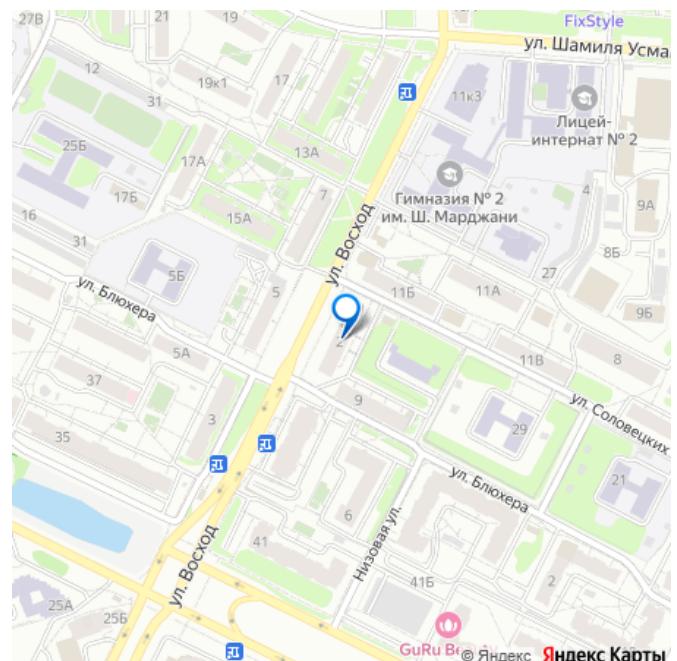 27В
21
19
FixStyle
ул. Шамиля Усма
12
19к1
17
31
11к3
Лицей-
интернат № 2
25Б
13А
17А
17Б
7
Гимназия № 2
им. Ш. Марджани
4
9А
16
15А
ул. Восход
31
8Б
5Б
27
11Б
11А
5
9Б
ул. Блюхера
2
5А
11В
8
37
9
3
ул. Соловецких
29
35
21
ул. Блюхера
6
Низовая ул.
41
ул. Восход
41Б
2
25А
25Б
GuRu Be
© Яндекс Яндекс Карты